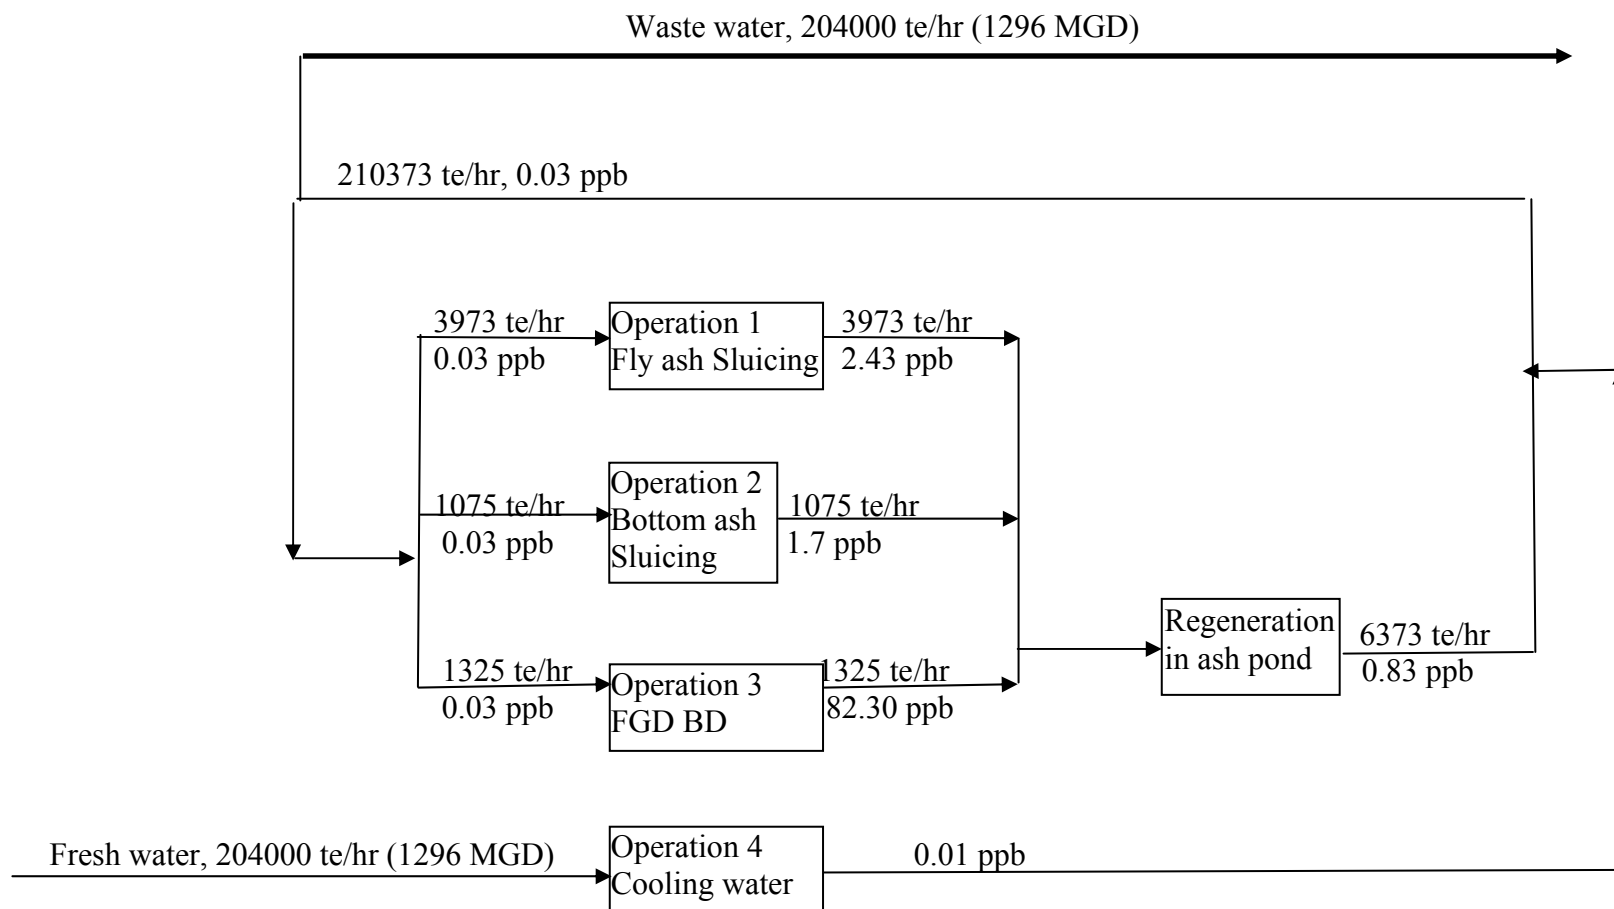 Waste water, 204000 te/hr (1296 MGD)
210373 te/hr, 0.03 ppb
3973 te/hr
0.03 ppb
Operation 1
Fly ash Sluicing
3973 te/hr
2.43 ppb
1075 te/hr
0.03 ppb
Operation 2
Bottom ash
Sluicing
1075 te/hr
1.7 ppb
1325 te/hr
0.03 ppb
Operation 3
FGD BD
1325 te/hr
82.30 ppb
Regeneration
in ash pond
6373 te/hr
0.83 ppb
Fresh water, 204000 te/hr (1296 MGD)
Operation 4
Cooling water
0.01 ppb